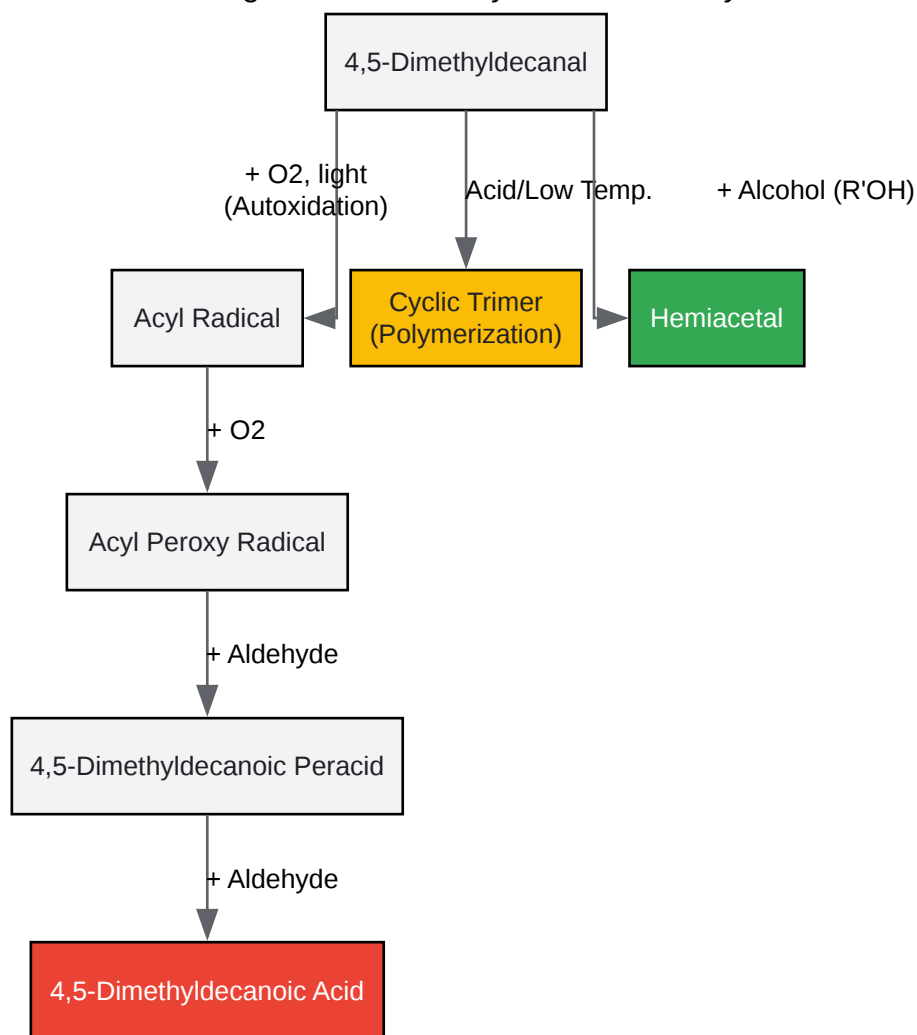 4,5-Dimethyldecanal
+ O2, light
(Autoxidation)
Acid/Low Temp.
+ Alcohol (R'OH)
Acyl Radical
Cyclic Trimer
(Polymerization)
Hemiacetal
+ O2
Acyl Peroxy Radical
+ Aldehyde
4,5-Dimethyldecanoic Peracid
+ Aldehyde
4,5-Dimethyldecanoic Acid